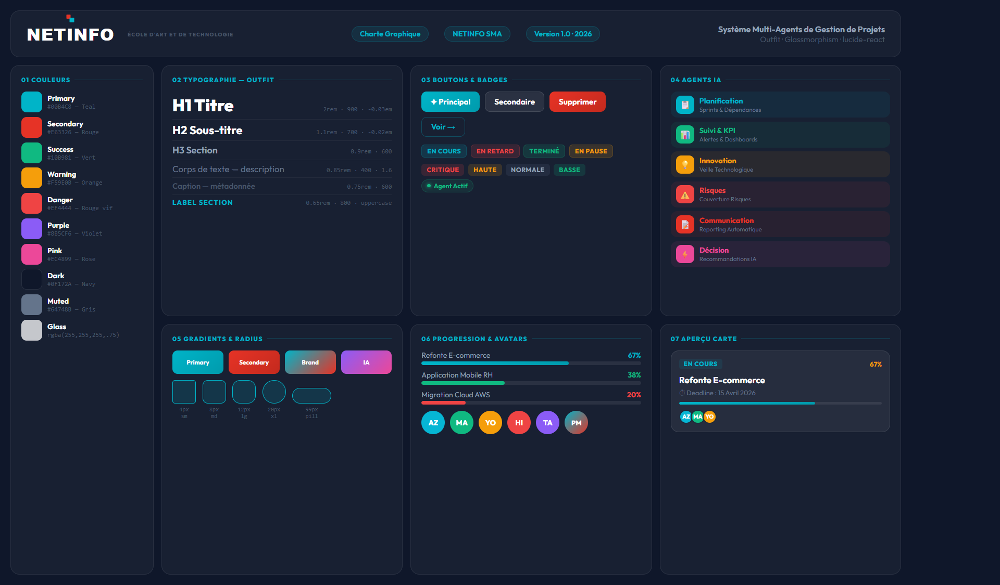 NETINFO
ÉCOLE D'ART ET DE TECHNOLOGIE
Charte Graphique
NETINFO SMA
Version 1.0 · 2026
Système Multi-Agents de Gestion de Projets
Outfit · Glassmorphism · lucide-react
01 COULEURS
Primary
#00B4C8 — Teal
Secondary
#E63326 — Rouge
Success
#10B981 — Vert
Warning
#F59E0B — Orange
Danger
#EF4444 — Rouge vif
Purple
#8B5CF6 — Violet
Pink
#EC4899 — Rose
Dark
#0F172A — Navy
Muted
#64748B — Gris
Glass
rgba(255,255,255,.75)
02 TYPOGRAPHIE — OUTFIT
H1 Titre
2rem · 900 · -0.03em
H2 Sous-titre
1.1rem · 700 · -0.02em
H3 Section
0.9rem · 600
Corps de texte — description
0.85rem · 400 · 1.6
Caption — métadonnée
0.75rem · 600
LABEL SECTION
0.65rem · 800 · uppercase
03 BOUTONS & BADGES
✦ Principal
Secondaire
Supprimer
Voir →
EN COURS
EN RETARD
TERMINÉ
EN PAUSE
CRITIQUE
HAUTE
NORMALE
BASSE
Agent Actif
04 AGENTS IA
Planification
Sprints & Dépendances
Suivi & KPI
Alertes & Dashboards
Innovation
Veille Technologique
Risques
Couverture Risques
Communication
Reporting Automatique
Décision
Recommandations IA
05 GRADIENTS & RADIUS
Primary
Secondary
Brand
IA
4px
sm
8px
md
12px
lg
20px
xl
99px
pill
06 PROGRESSION & AVATARS
Refonte E-commerce
67%
Application Mobile RH
38%
Migration Cloud AWS
20%
AZ
MA
YO
HI
TA
PM
07 APERÇU CARTE
EN COURS
67%
Refonte E-commerce
⏱ Deadline : 15 Avril 2026
AZ
MA
YO